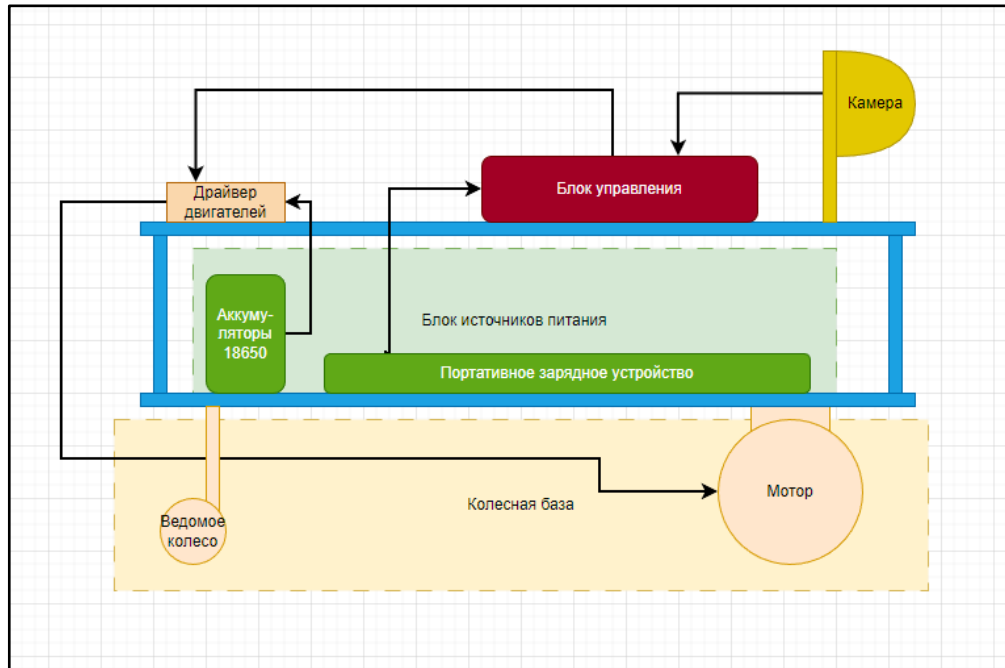 Камера
Блок управления
Драйвер
двигателей
Аккуму-
ляторы
18650
Блок источников питания
Портативное зарядное устройство
Колесная база
Мотор
Ведомое
колесо